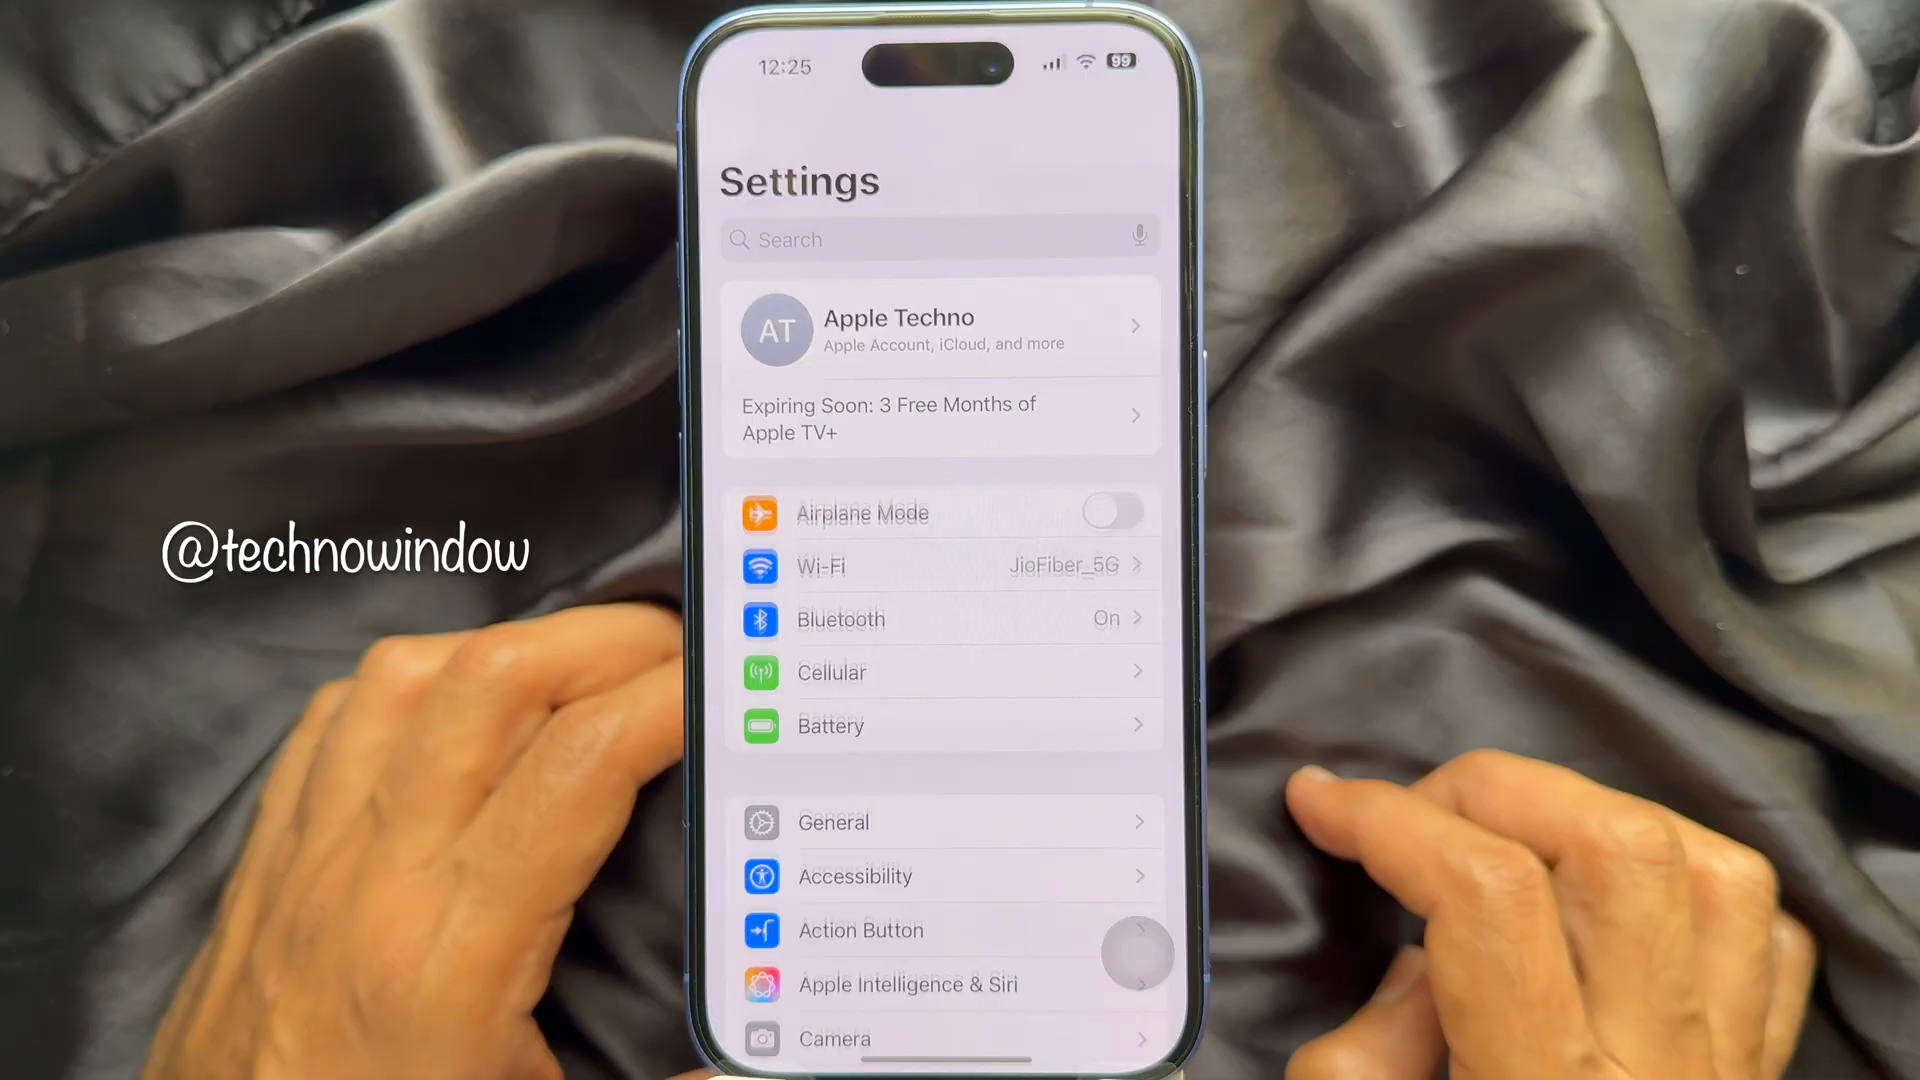 12:25
99
Settings
Search
AT
Apple Techno
Apple Account, iCloud, and more
Expiring Soon: 3 Free Months of
Apple TV+
Airplane Mode
Wi-Fi
JioFiber_5G
Bluetooth
On
Cellular
Battery
General
Accessibility
Action Button
Apple Intelligence & Siri
Camera
@technowindow